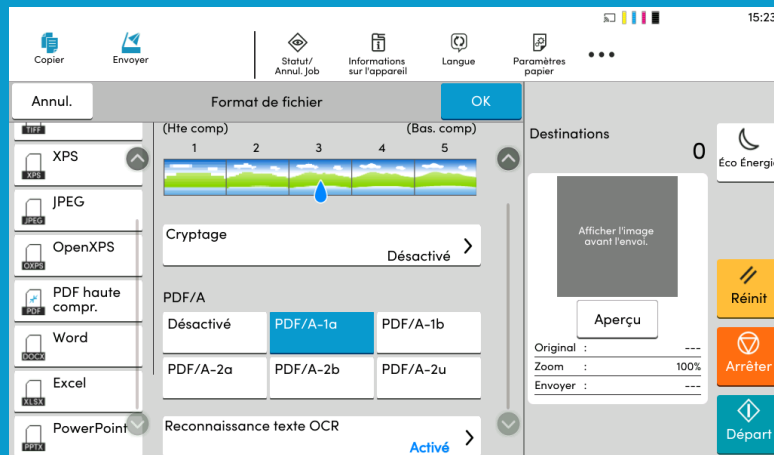 15:23
Copier
Envoyer
Statut/
Annul. Job
Informations
sur l'appareil
Langue
Paramètres
papier
Annul.
Format de fichier
OK
TIFF
XPS
XPS
JPEG
JPEG
OpenXPS
OXPS
PDF haute
compr.
PDF
Word
DOCX
Excel
XLSX
PowerPoint
PPTX
(Hte comp)
(Bas. comp)
1 2 3 4 5
Cryptage
Désactivé
PDF/A
Désactivé
PDF/A-1a
PDF/A-1b
PDF/A-2a
PDF/A-2b
PDF/A-2u
Reconnaissance texte OCR
Activé
Destinations
0
Afficher l'image
avant l'envoi.
Aperçu
Original : ---
Zoom : 100%
Envoyer : ---
Éco Énergie
Réinit
Arrêter
Départ